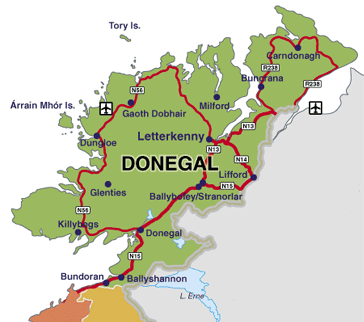 Tory Is.
Carndonagh
R238
N56
Buncrana
R238
Árrain Mhór Is.
Gaoth Dobhair
Milford
Dungloe
Letterkenny
N13
N13
N14
DONEGAL
Lifford
Glenties
N15
Ballybofey/Stranorlar
N56
Killybegs
Donegal
N15
Bundoran
Ballyshannon
L. Erne